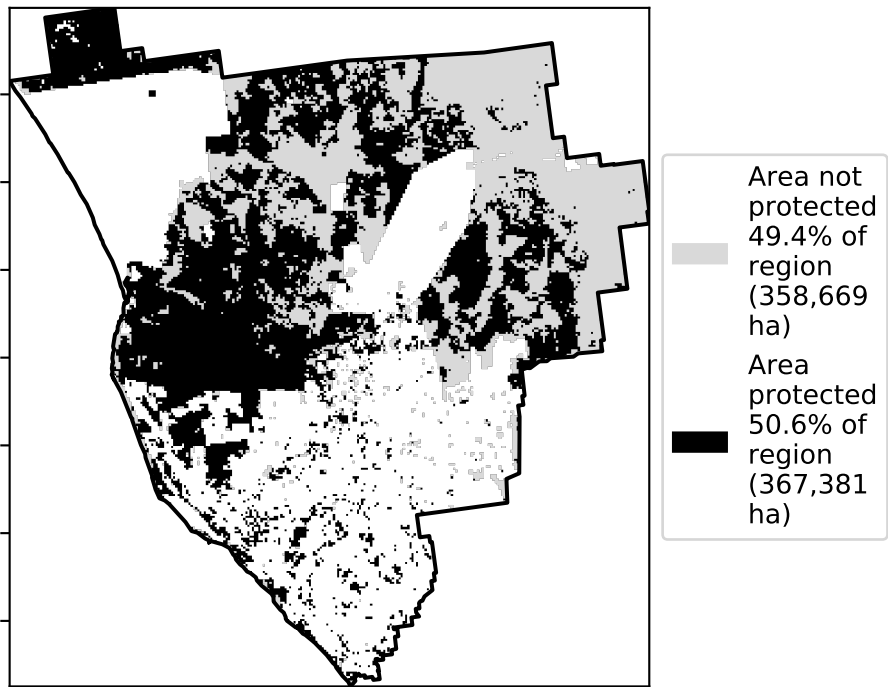 Area not
protected
49.4% of
region
(358,669
ha)
Area
protected
50.6% of
region
(367,381
ha)